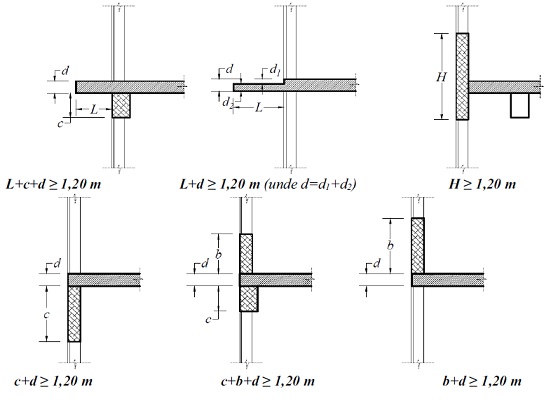 d
L
c
d
d₁
d₂
L
H
L+c+d ≥ 1,20 m
L+d ≥ 1,20 m (unde d=d₁+d₂)
H ≥ 1,20 m
d
c
b
d
c
b
d
c+d ≥ 1,20 m
c+b+d ≥ 1,20 m
b+d ≥ 1,20 m